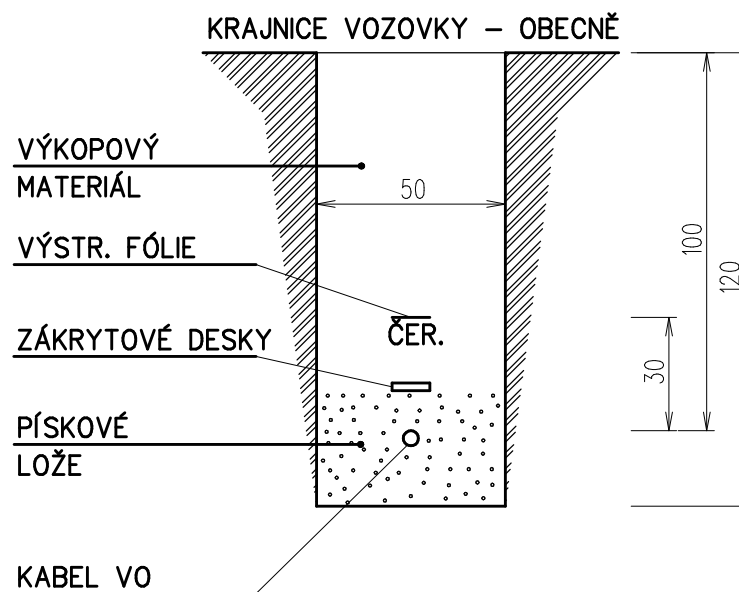 KRAJNICE VOZOVKY – OBECNĚ
VÝKOPOVÝ
MATERIÁL
50
VÝSTR. FÓLIE
100
120
ČER.
ZÁKRYTOVÉ DESKY
30
PÍSKOVÉ
LOŽE
KABEL VO